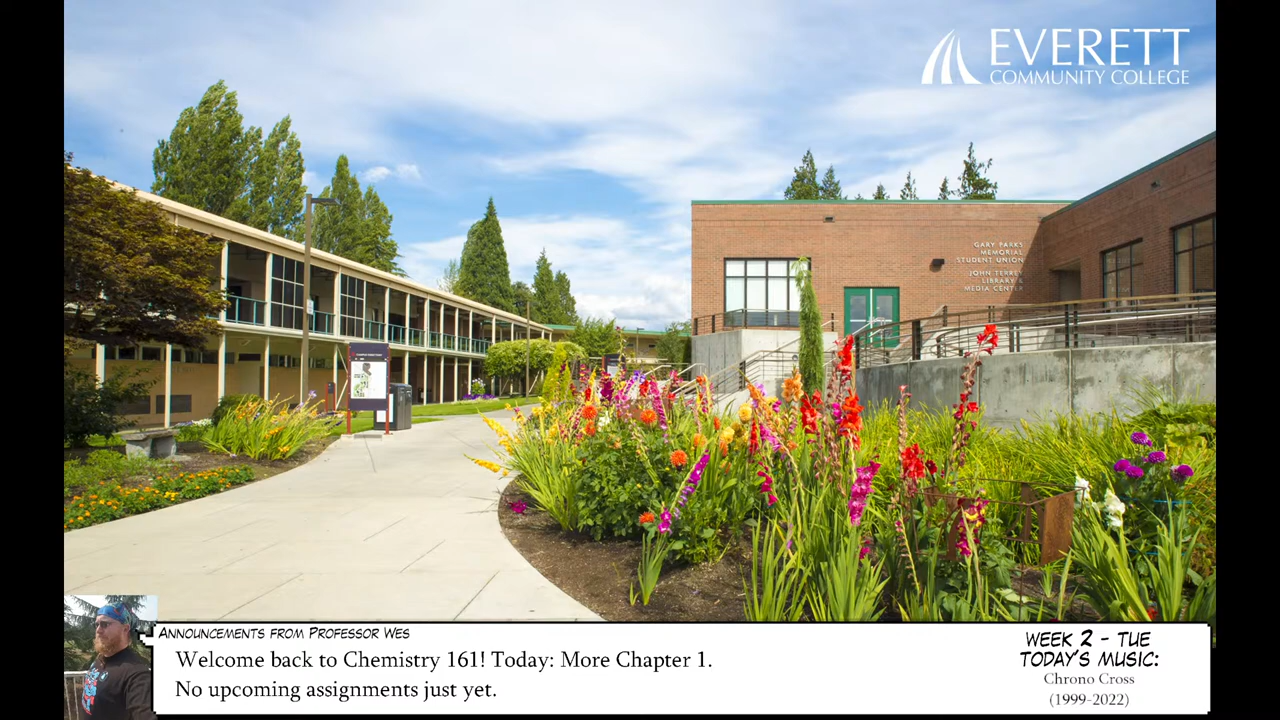 EVERETT
COMMUNITY COLLEGE
GARY PARKS
MEMORIAL
STUDENT UNION
JOHN TERREY
LIBRARY &
MEDIA CENTER
ANNOUNCEMENTS FROM PROFESSOR WES
Welcome back to Chemistry 161! Today: More Chapter 1.
No upcoming assignments just yet.
WEEK 2 - TUE
TODAY'S MUSIC:
Chrono Cross
(1999-2022)